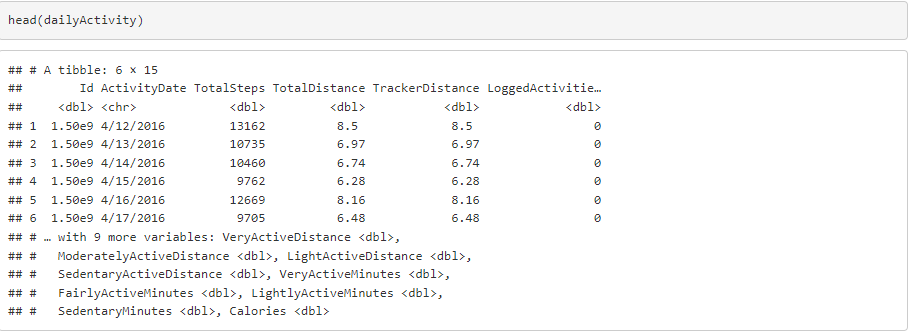 head(dailyActivity)
## # A tibble: 6 × 15
##        Id ActivityDate TotalSteps TotalDistance TrackerDistance LoggedActivitie…
##     <dbl> <chr>             <dbl>         <dbl>           <dbl>            <dbl>
## 1  1.50e9 4/12/2016         13162          8.5             8.5                 0
## 2  1.50e9 4/13/2016         10735          6.97            6.97                0
## 3  1.50e9 4/14/2016         10460          6.74            6.74                0
## 4  1.50e9 4/15/2016          9762          6.28            6.28                0
## 5  1.50e9 4/16/2016         12669          8.16            8.16                0
## 6  1.50e9 4/17/2016          9705          6.48            6.48                0
## # … with 9 more variables: VeryActiveDistance <dbl>,
## #   ModeratelyActiveDistance <dbl>, LightActiveDistance <dbl>,
## #   SedentaryActiveDistance <dbl>, VeryActiveMinutes <dbl>,
## #   FairlyActiveMinutes <dbl>, LightlyActiveMinutes <dbl>,
## #   SedentaryMinutes <dbl>, Calories <dbl>